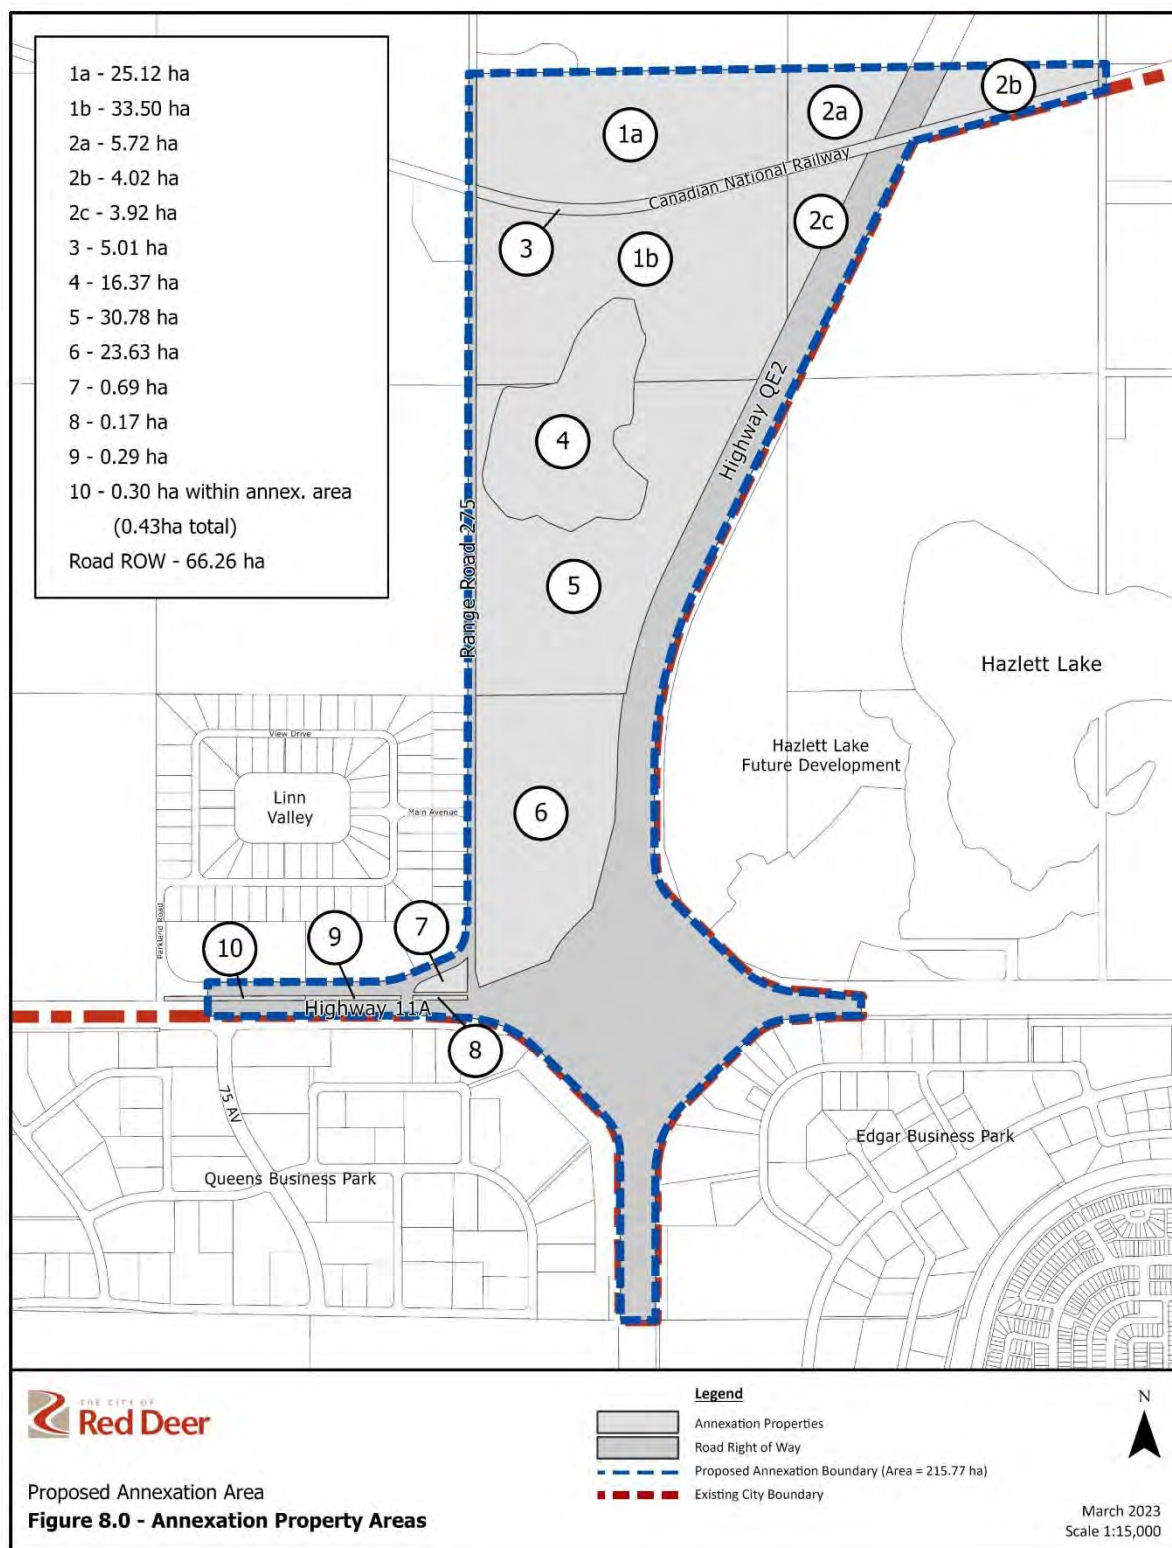 1a - 25.12 ha
1b - 33.50 ha
2a - 5.72 ha
2b - 4.02 ha
2c - 3.92 ha
3 - 5.01 ha
4 - 16.37 ha
5 - 30.78 ha
6 - 23.63 ha
7 - 0.69 ha
8 - 0.17 ha
9 - 0.29 ha
10 - 0.30 ha within annex. area
(0.43ha total)
Road ROW - 66.26 ha
2b
2a
1a
Canadian National Railway
2c
3
1b
Highway QE2
4
Range Road 275
5
Hazlett Lake
View Drive
Hazlett Lake
Future Development
Linn
Valley
Main Avenue
6
Parkland Road
7
9
10
Highway 11A
8
75 AV
Edgar Business Park
Queens Business Park
THE CITY OF
Red Deer
Proposed Annexation Area
Figure 8.0 - Annexation Property Areas
Legend
Annexation Properties
Road Right of Way
Proposed Annexation Boundary (Area = 215.77 ha)
Existing City Boundary
N
March 2023
Scale 1:15,000